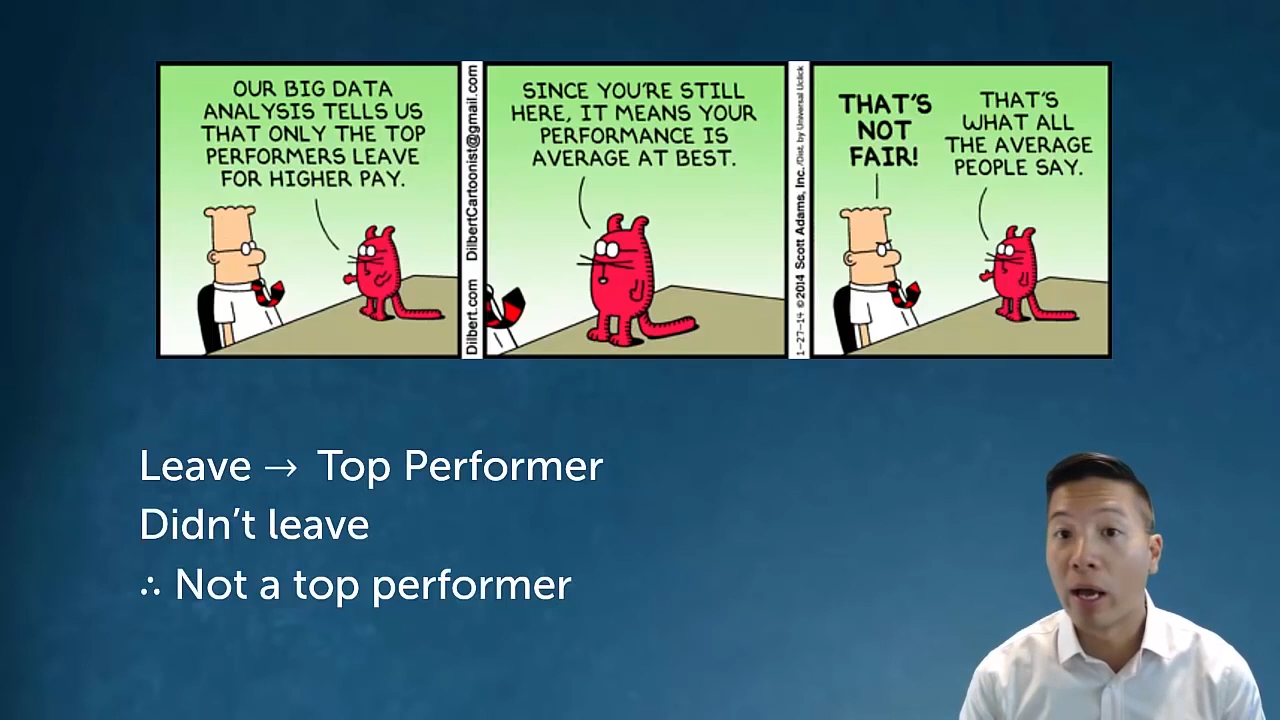 OUR BIG DATA
ANALYSIS TELLS US
THAT ONLY THE TOP
PERFORMERS LEAVE
FOR HIGHER PAY.
Dilbert.com DilbertCartoonist@gmail.com
SINCE YOU'RE STILL
HERE, IT MEANS YOUR
PERFORMANCE IS
AVERAGE AT BEST.
1-27-14 ©2014 Scott Adams, Inc. /Dist. by Universal Uclick
THAT'S
NOT
FAIR!
THAT'S
WHAT ALL
THE AVERAGE
PEOPLE SAY.
Leave → Top Performer
Didn't leave
∴ Not a top performer